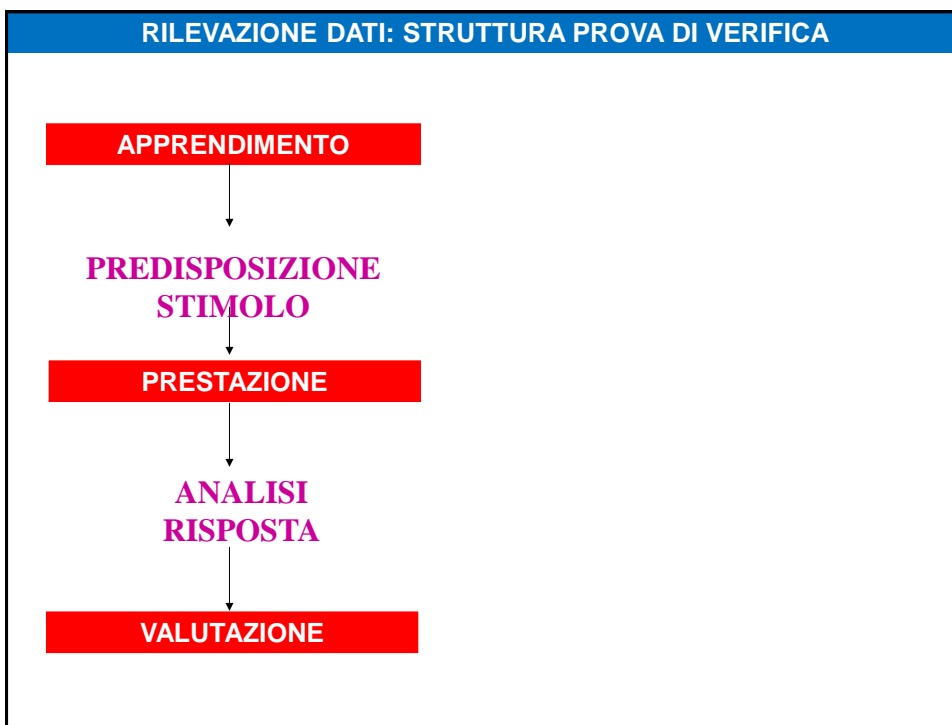 RILEVAZIONE DATI: STRUTTURA PROVA DI VERIFICA
APPRENDIMENTO
PREDISPOSIZIONE
STIMOLO
PRESTAZIONE
ANALISI
RISPOSTA
VALUTAZIONE